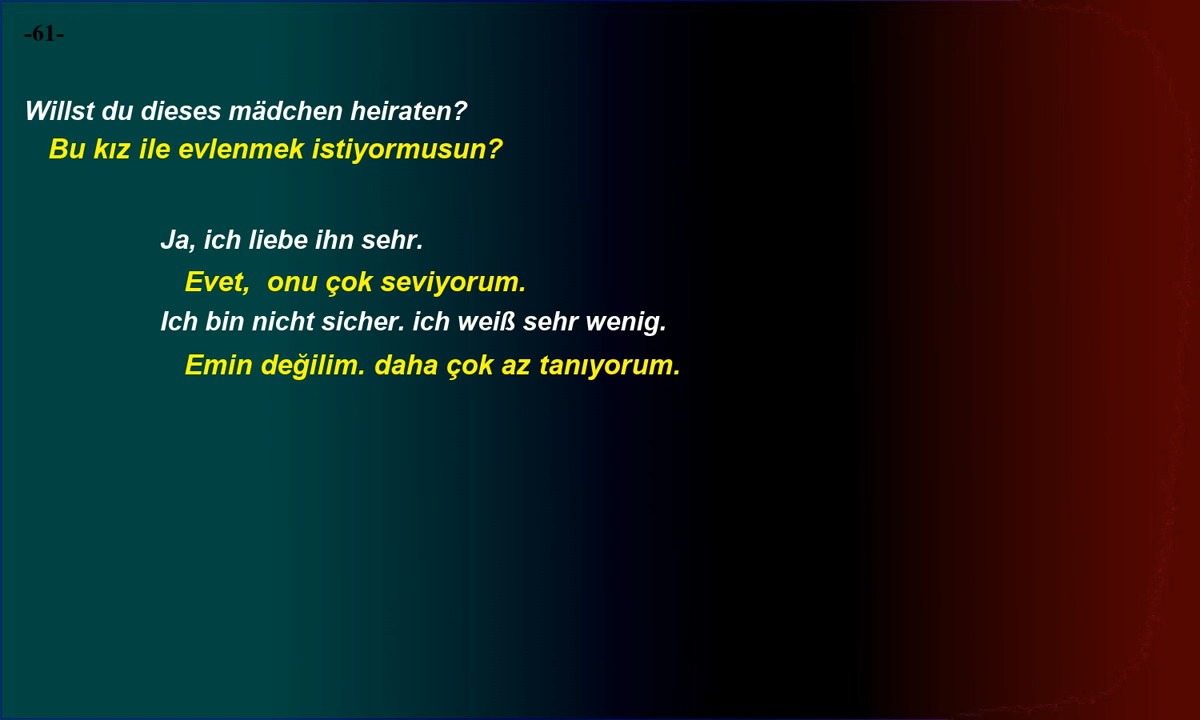 -61-
Willst du dieses mädchen heiraten?
Bu kız ile evlenmek istiyormusun?
Ja, ich liebe ihn sehr.
Evet,  onu çok seviyorum.
Ich bin nicht sicher. ich weiß sehr wenig.
Emin değilim. daha çok az tanıyorum.